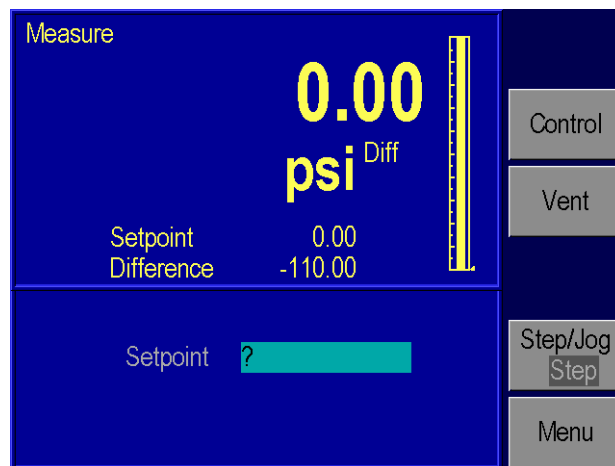 Measure
0.00
psi Diff
Setpoint 0.00
Difference -110.00
Setpoint ?
Control
Vent
Step/Jog
Step
Menu